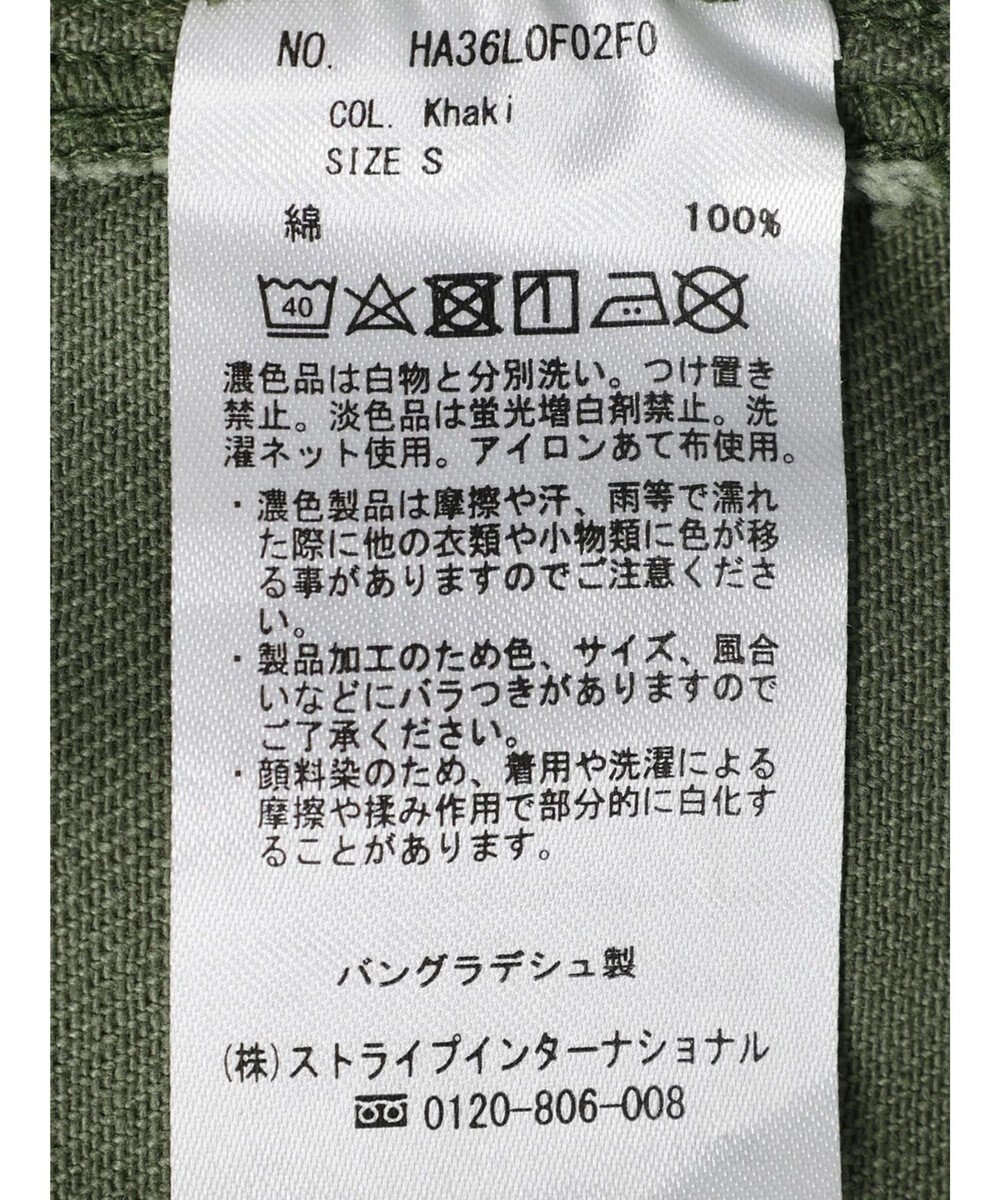 NO. HA36L0F02F0
COL. Khaki
SIZE S
綿 100%
40
濃色品は白物と分別洗い。つけ置き
禁止。淡色品は蛍光増白剤禁止。洗
濯ネット使用。アイロンあて布使用。
・濃色製品は摩擦や汗、雨等で濡れ
た際に他の衣類や小物類に色が移
る事がありますのでご注意くださ
い。
・製品加工のため色、サイズ、風合
いなどにバラつきがありますので
ご了承ください。
・顔料染のため、着用や洗濯による
摩擦や揉み作用で部分的に白化す
ることがあります。
バングラデシュ製
(株)ストライプインターナショナル
0120-806-008